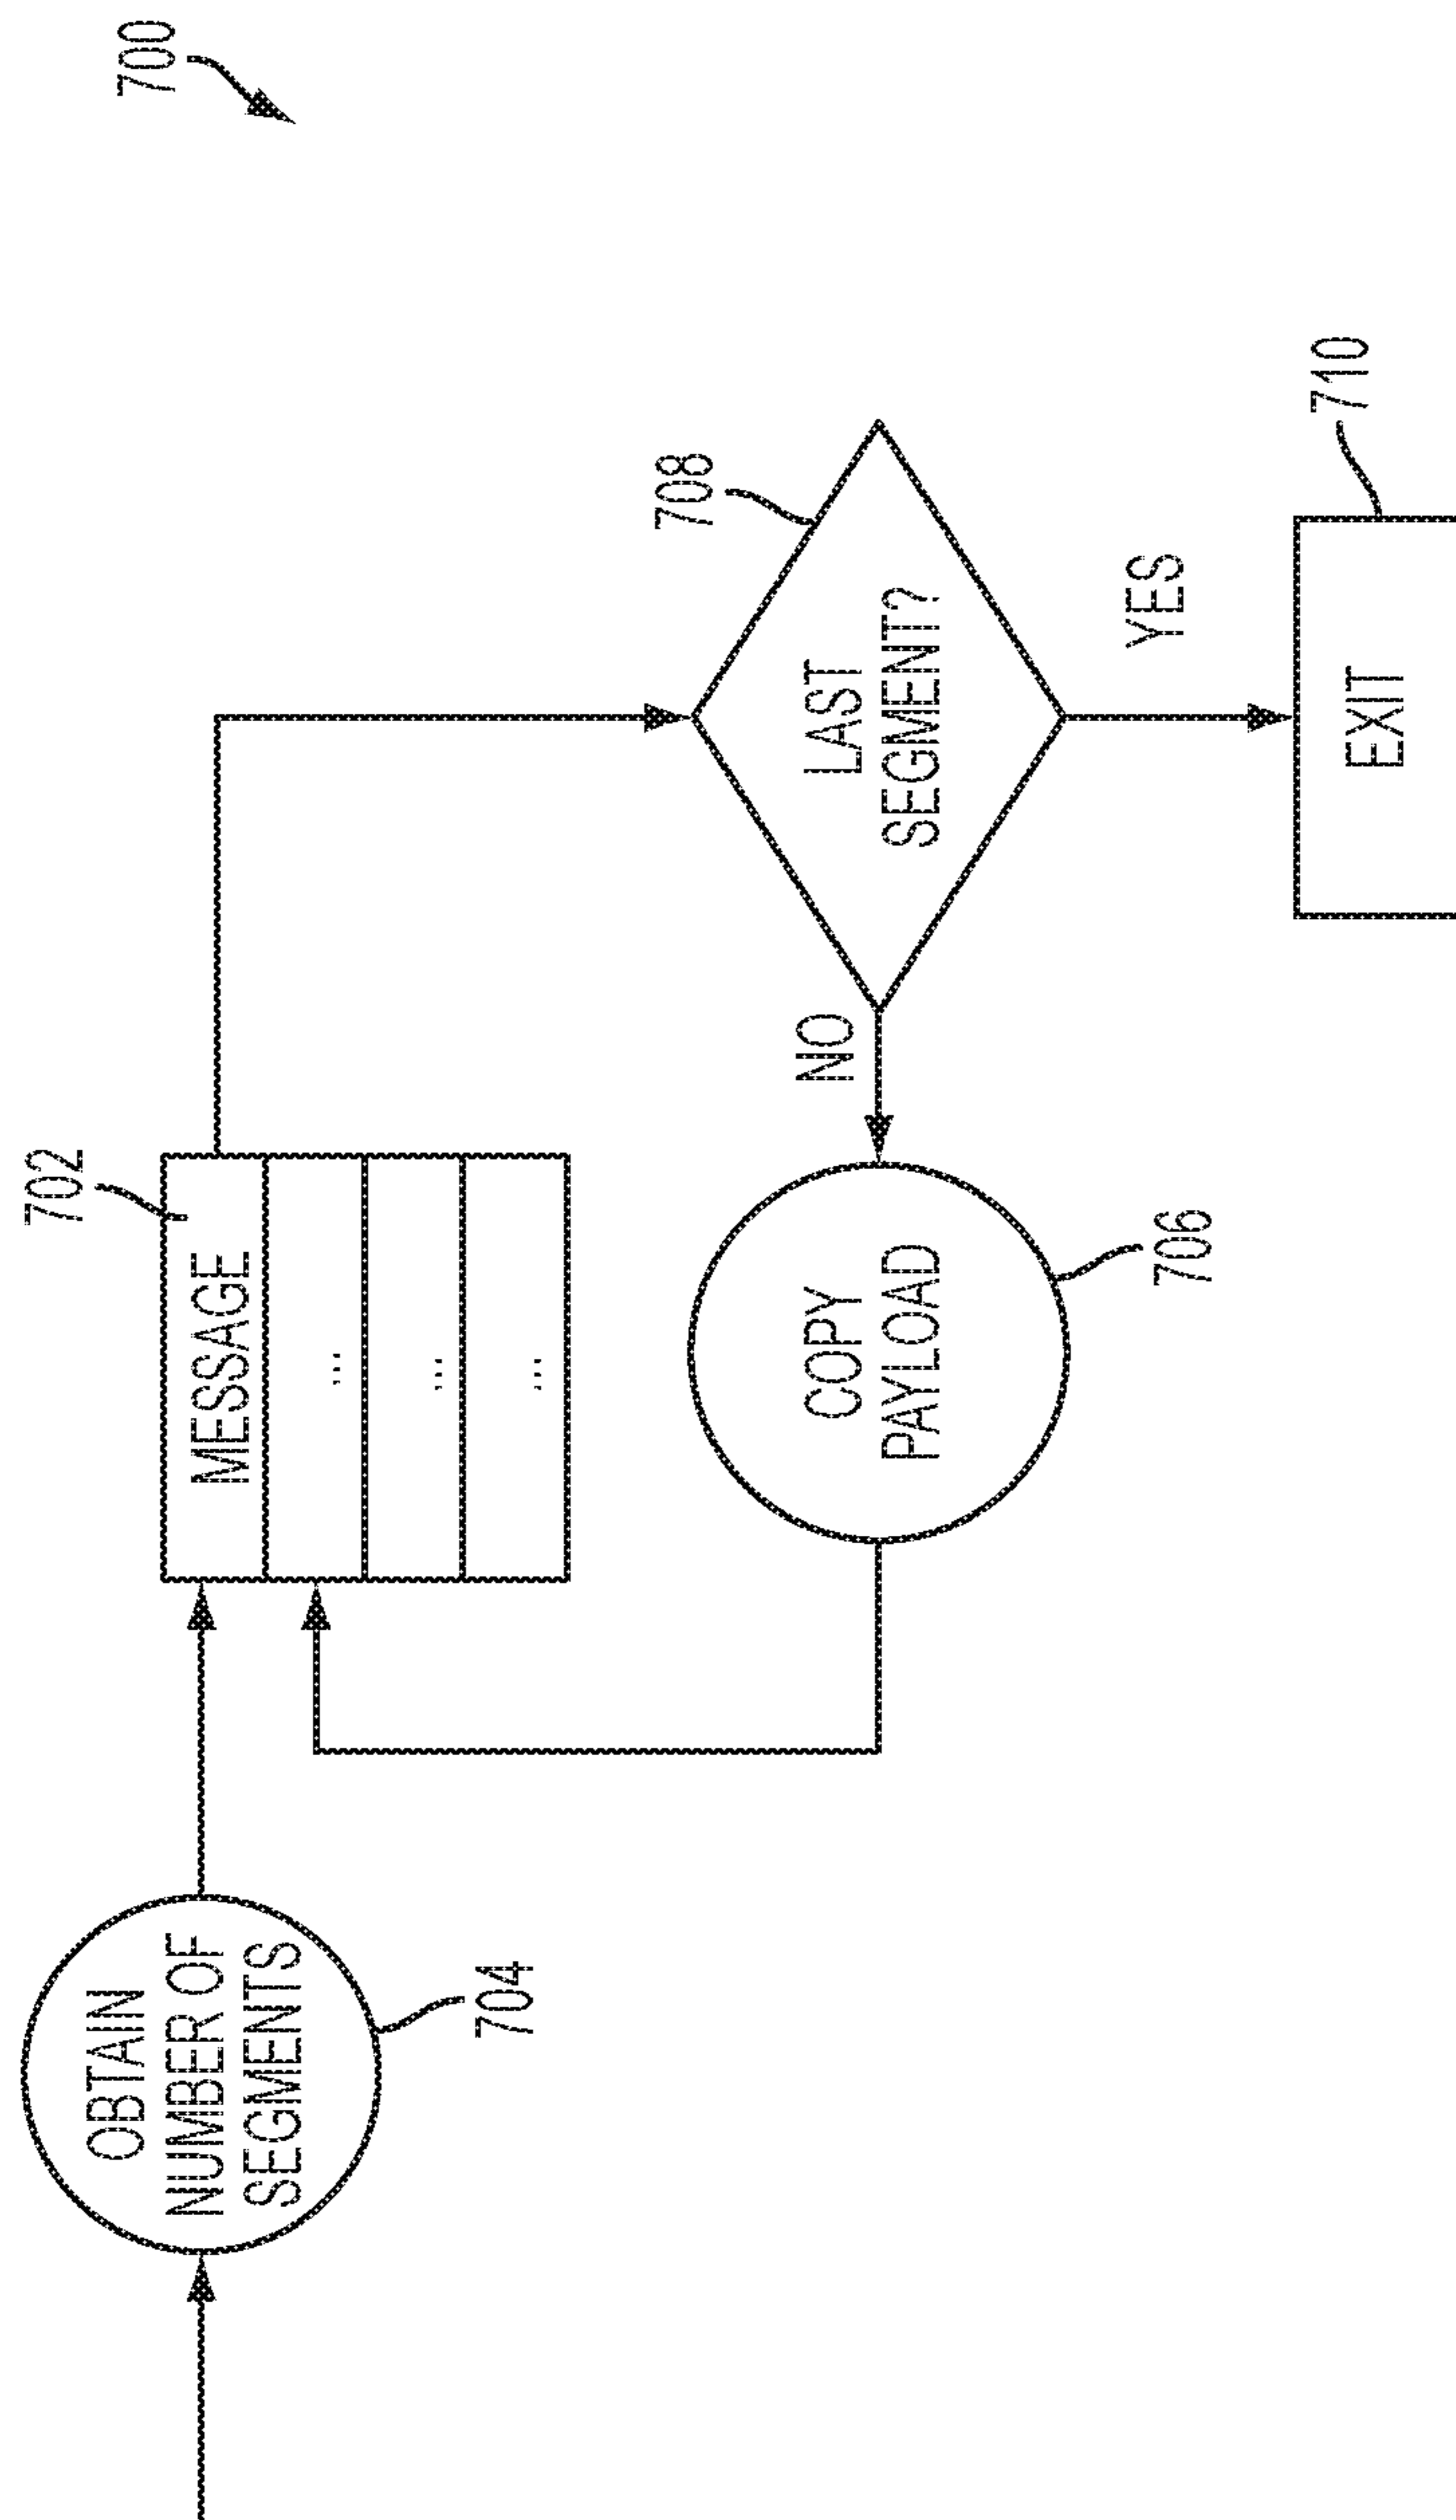 700
702
MESSAGE
...
...
...
OBTAIN
NUMBER OF
SEGMENTS
704
708
LAST
SEGMENT?
NO
YES
COPY
PAYLOAD
706
710
EXIT